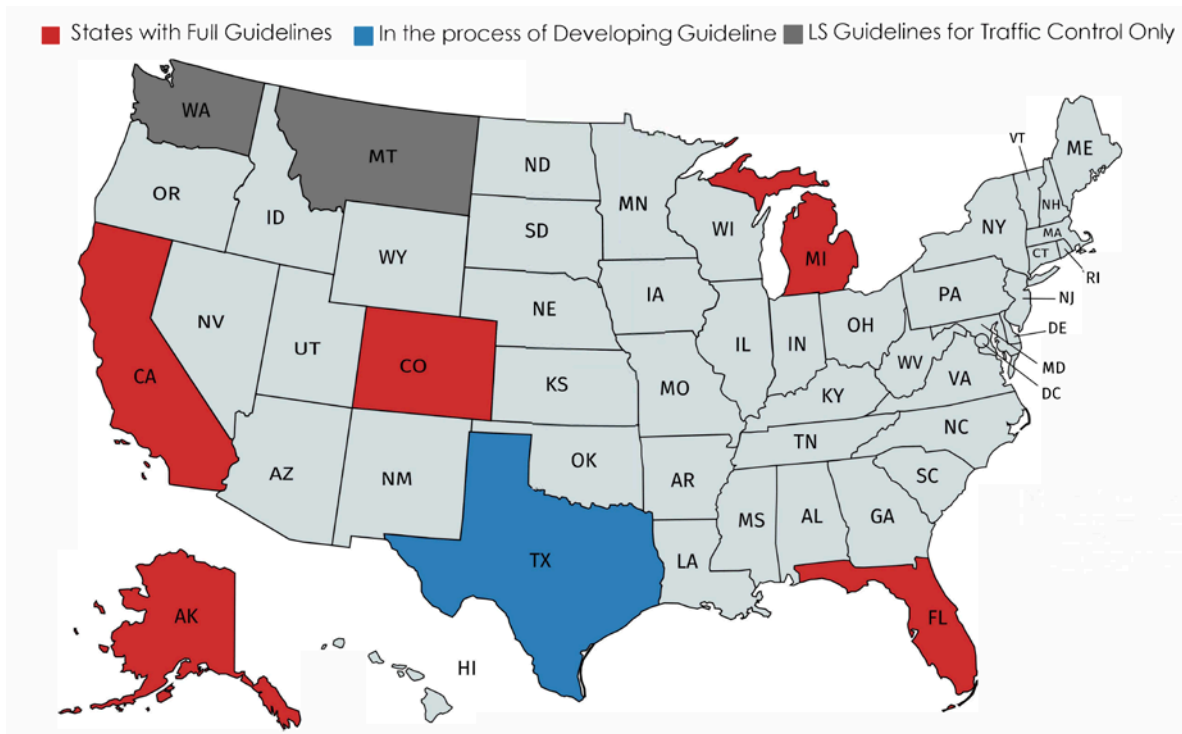 States with Full Guidelines In the process of Developing Guideline LS Guidelines for Traffic Control Only
WA
MT
ND
MN
VT
ME
OR
ID
SD
WI
NH
NY
MA
WY
MI
CT
RI
IA
PA
NJ
NE
NV
OH
DE
UT
IL
IN
CO
WV
MD
CA
KS
MO
VA
DC
KY
NC
TN
AZ
NM
OK
AR
SC
MS
AL
GA
TX
LA
AK
FL
HI